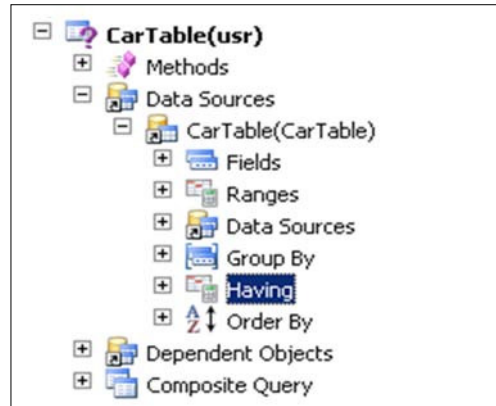 CarTable(usr)
Methods
Data Sources
CarTable(CarTable)
Fields
Ranges
Data Sources
Group By
Having
Order By
Dependent Objects
Composite Query